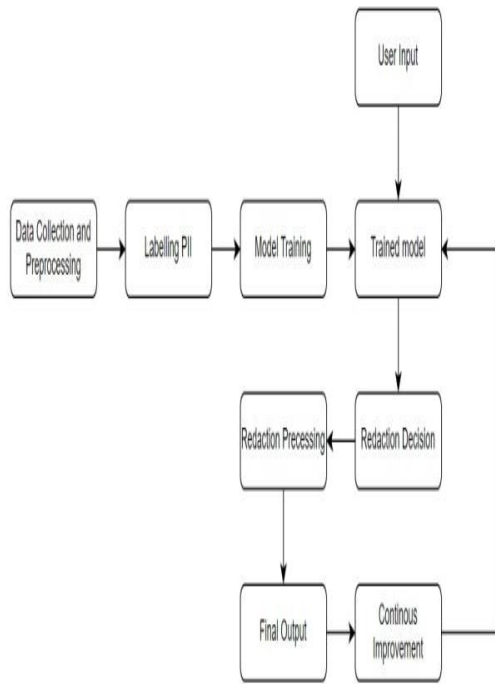 User Input
Data Collection and
Preprocessing
Labelling PII
Model Training
Trained model
Redaction Precessing
Redaction Decision
Final Output
Continous
Improvement